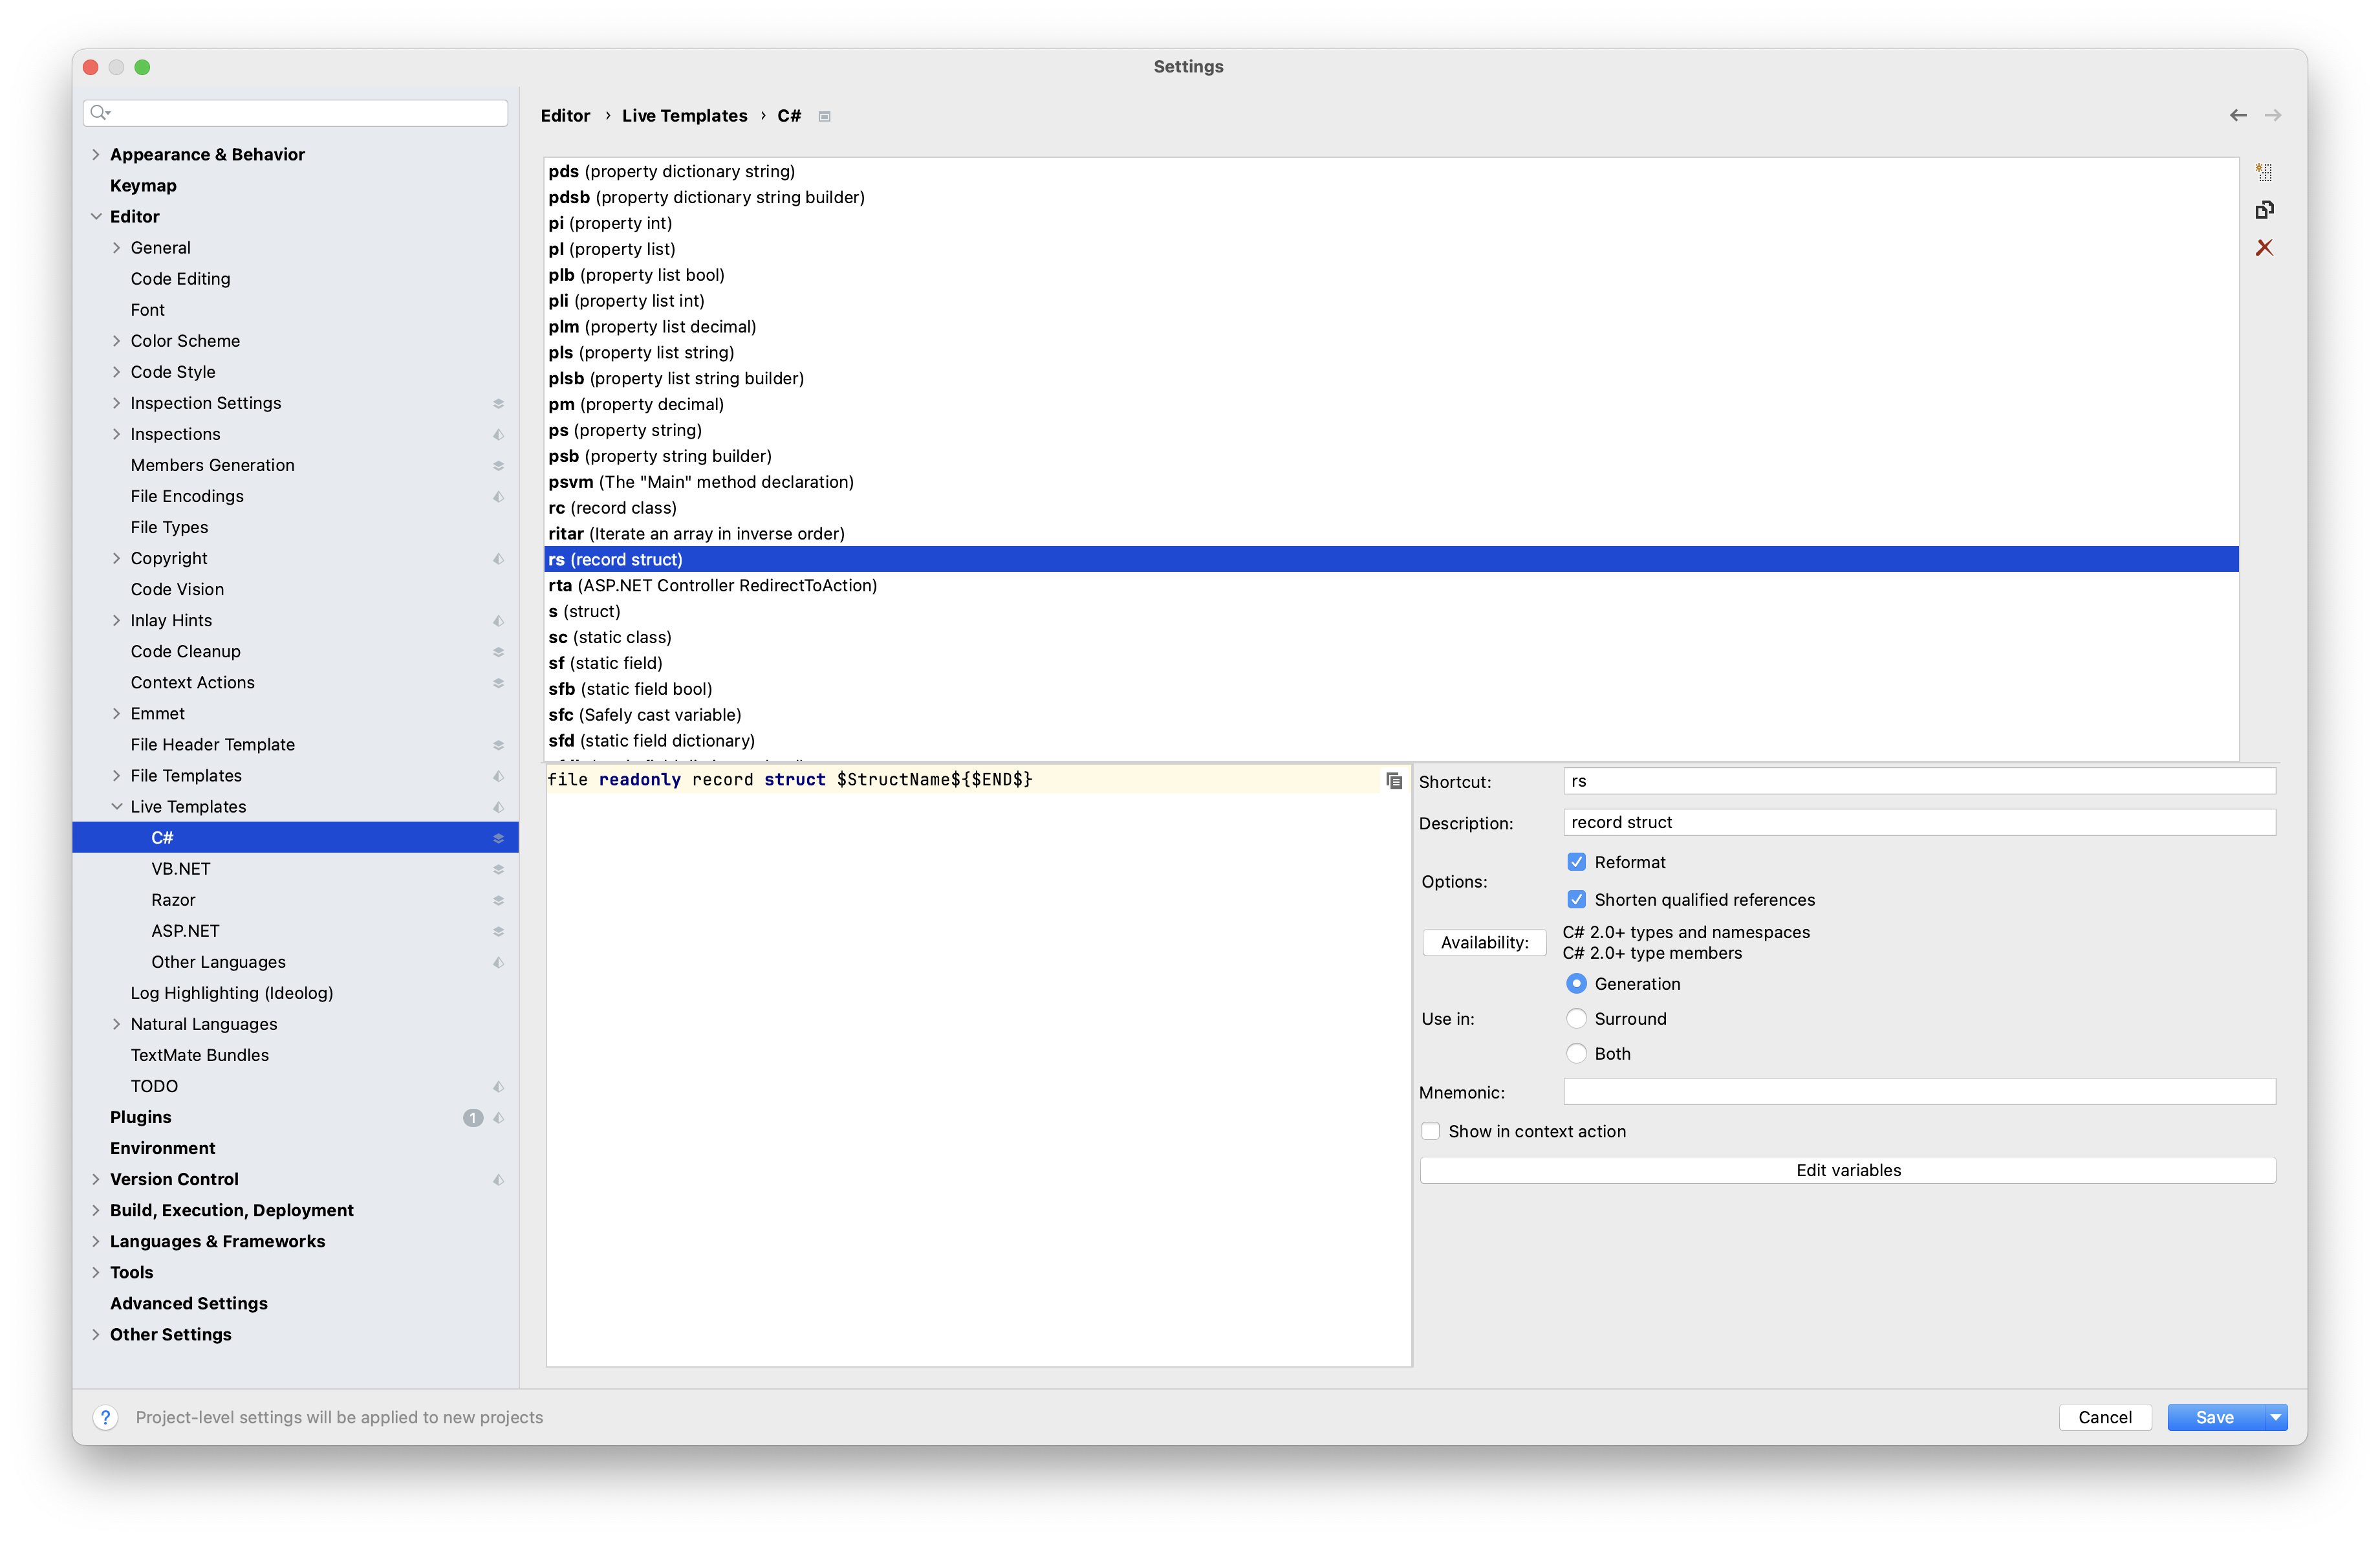 Settings
Appearance & Behavior
Keymap
Editor
General
Code Editing
Font
Color Scheme
Code Style
Inspection Settings
Inspections
Members Generation
File Encodings
File Types
Copyright
Code Vision
Inlay Hints
Code Cleanup
Context Actions
Emmet
File Header Template
File Templates
Live Templates
C#
VB.NET
Razor
ASP.NET
Other Languages
Log Highlighting (Ideolog)
Natural Languages
TextMate Bundles
TODO
Plugins 1
Environment
Version Control
Build, Execution, Deployment
Languages & Frameworks
Tools
Advanced Settings
Other Settings
Editor › Live Templates › C#
pds (property dictionary string)
pdsb (property dictionary string builder)
pi (property int)
pl (property list)
plb (property list bool)
pli (property list int)
plm (property list decimal)
pls (property list string)
plsb (property list string builder)
pm (property decimal)
ps (property string)
psb (property string builder)
psvm (The "Main" method declaration)
rc (record class)
ritar (Iterate an array in inverse order)
rs (record struct)
rta (ASP.NET Controller RedirectToAction)
s (struct)
sc (static class)
sf (static field)
sfb (static field bool)
sfc (Safely cast variable)
sfd (static field dictionary)
file readonly record struct $StructName${$END$}
Shortcut: rs
Description: record struct
Options:
Reformat
Shorten qualified references
Availability:
C# 2.0+ types and namespaces
C# 2.0+ type members
Use in:
Generation
Surround
Both
Mnemonic:
Show in context action
Edit variables
? Project-level settings will be applied to new projects
Cancel
Save